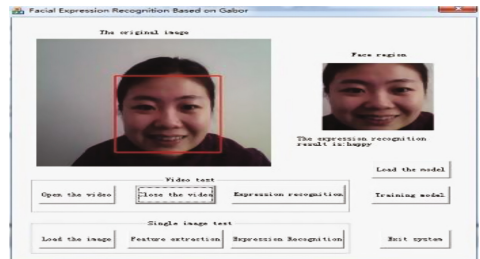 Facial Expression Recognition Based on Gabor
The original image
Face region
The expression recognition
result is:happy
Load the model
Video test
Open the video
Close the video
Expression recognition
Training model
Single image test
Load the image
Feature extraction
Expression Recognition
Exit system